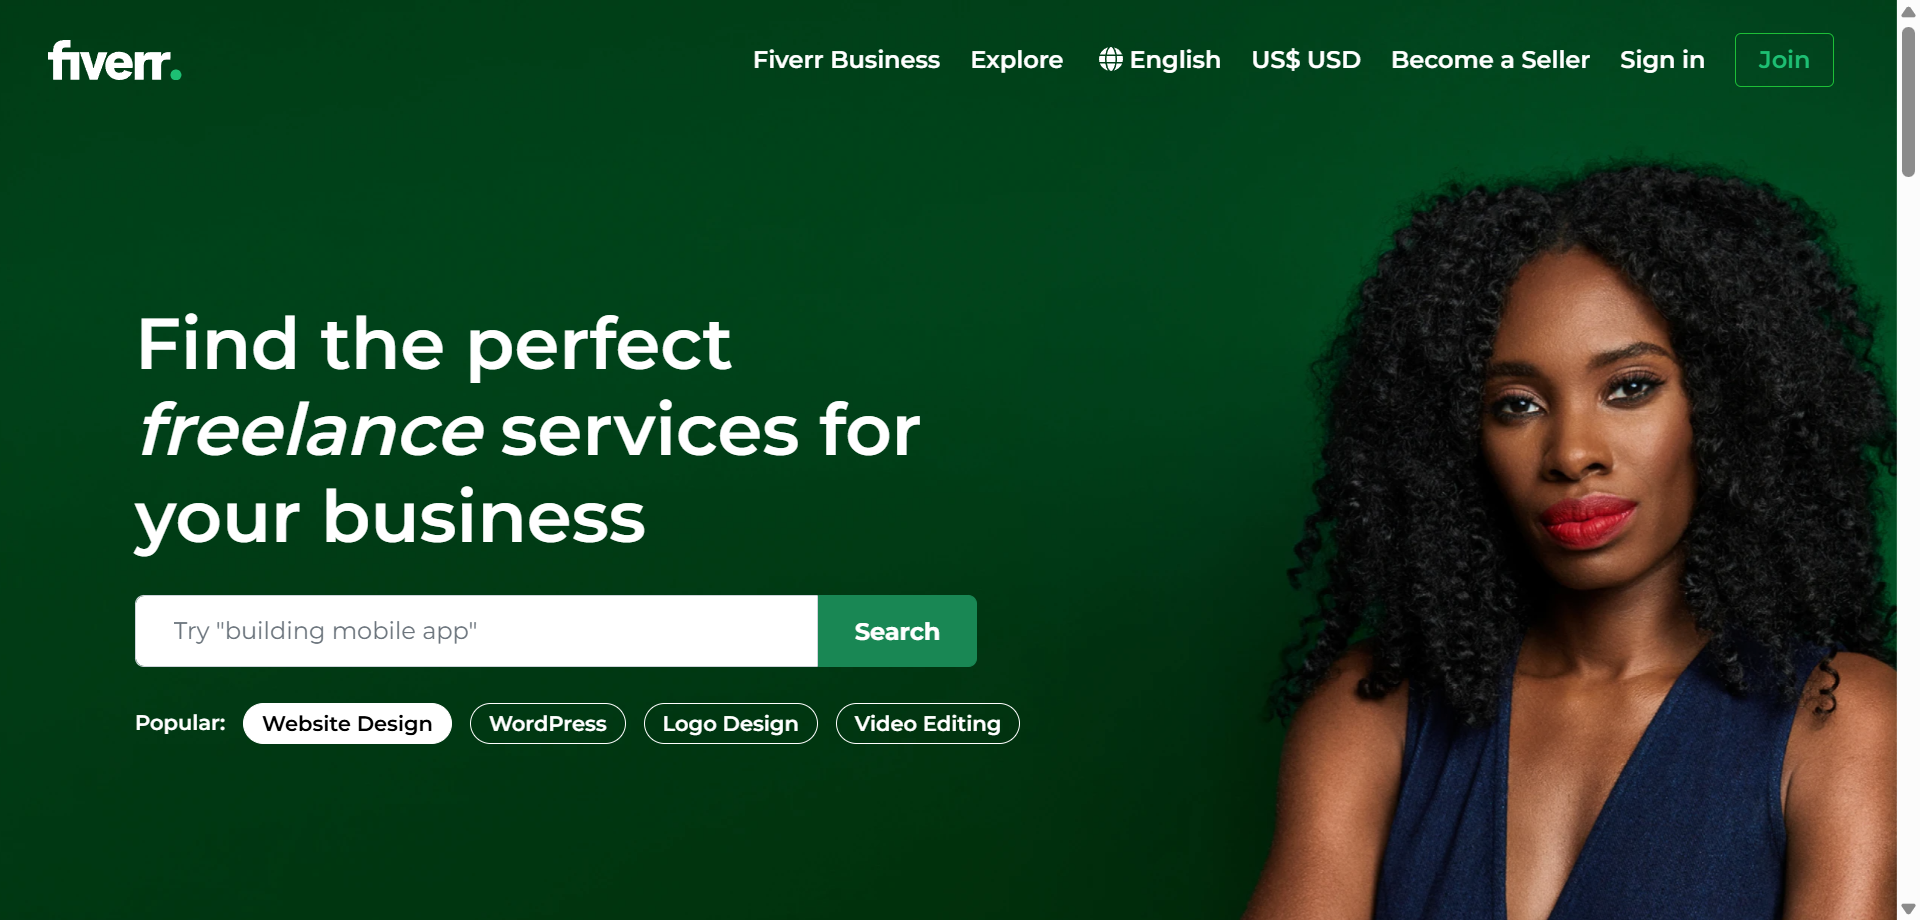 fiverr.
Fiverr Business Explore English US$ USD Become a Seller Sign in Join
Find the perfect
freelance services for
your business
Try "building mobile app" Search
Popular: Website Design WordPress Logo Design Video Editing